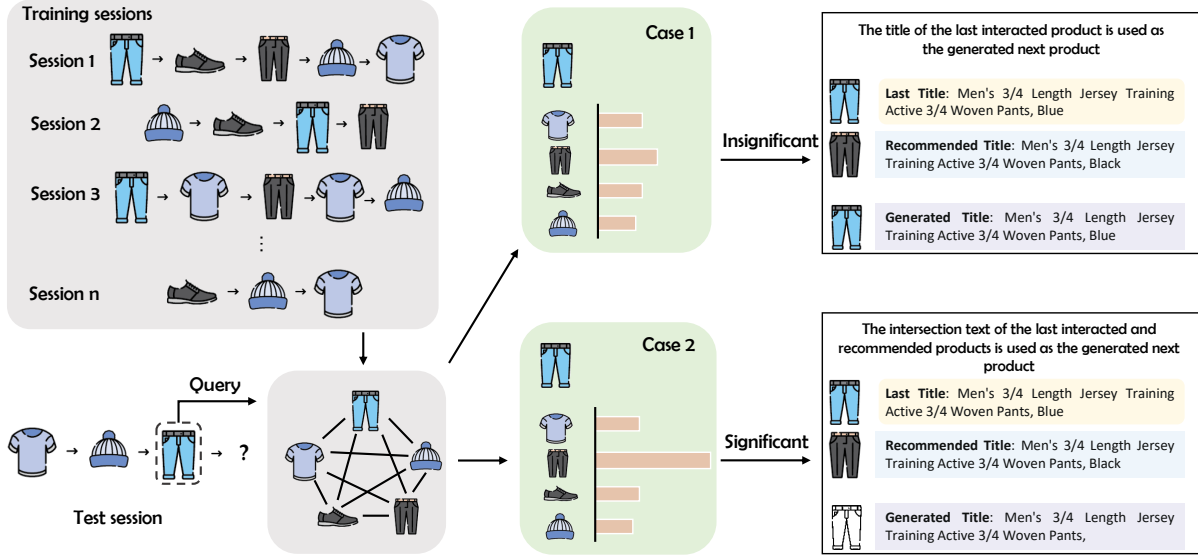 Training sessions
Session 1
Session 2
Session 3
Session n
Query
?
Test session
Case 1
Insignificant
The title of the last interacted product is used as
the generated next product
Last Title: Men's 3/4 Length Jersey Training
Active 3/4 Woven Pants, Blue
Recommended Title: Men's 3/4 Length Jersey
Training Active 3/4 Woven Pants, Black
Generated Title: Men's 3/4 Length Jersey
Training Active 3/4 Woven Pants, Blue
Case 2
Significant
The intersection text of the last interacted and
recommended products is used as the generated next
product
Last Title: Men's 3/4 Length Jersey Training
Active 3/4 Woven Pants, Blue
Recommended Title: Men's 3/4 Length Jersey
Training Active 3/4 Woven Pants, Black
Generated Title: Men's 3/4 Length Jersey
Training Active 3/4 Woven Pants,